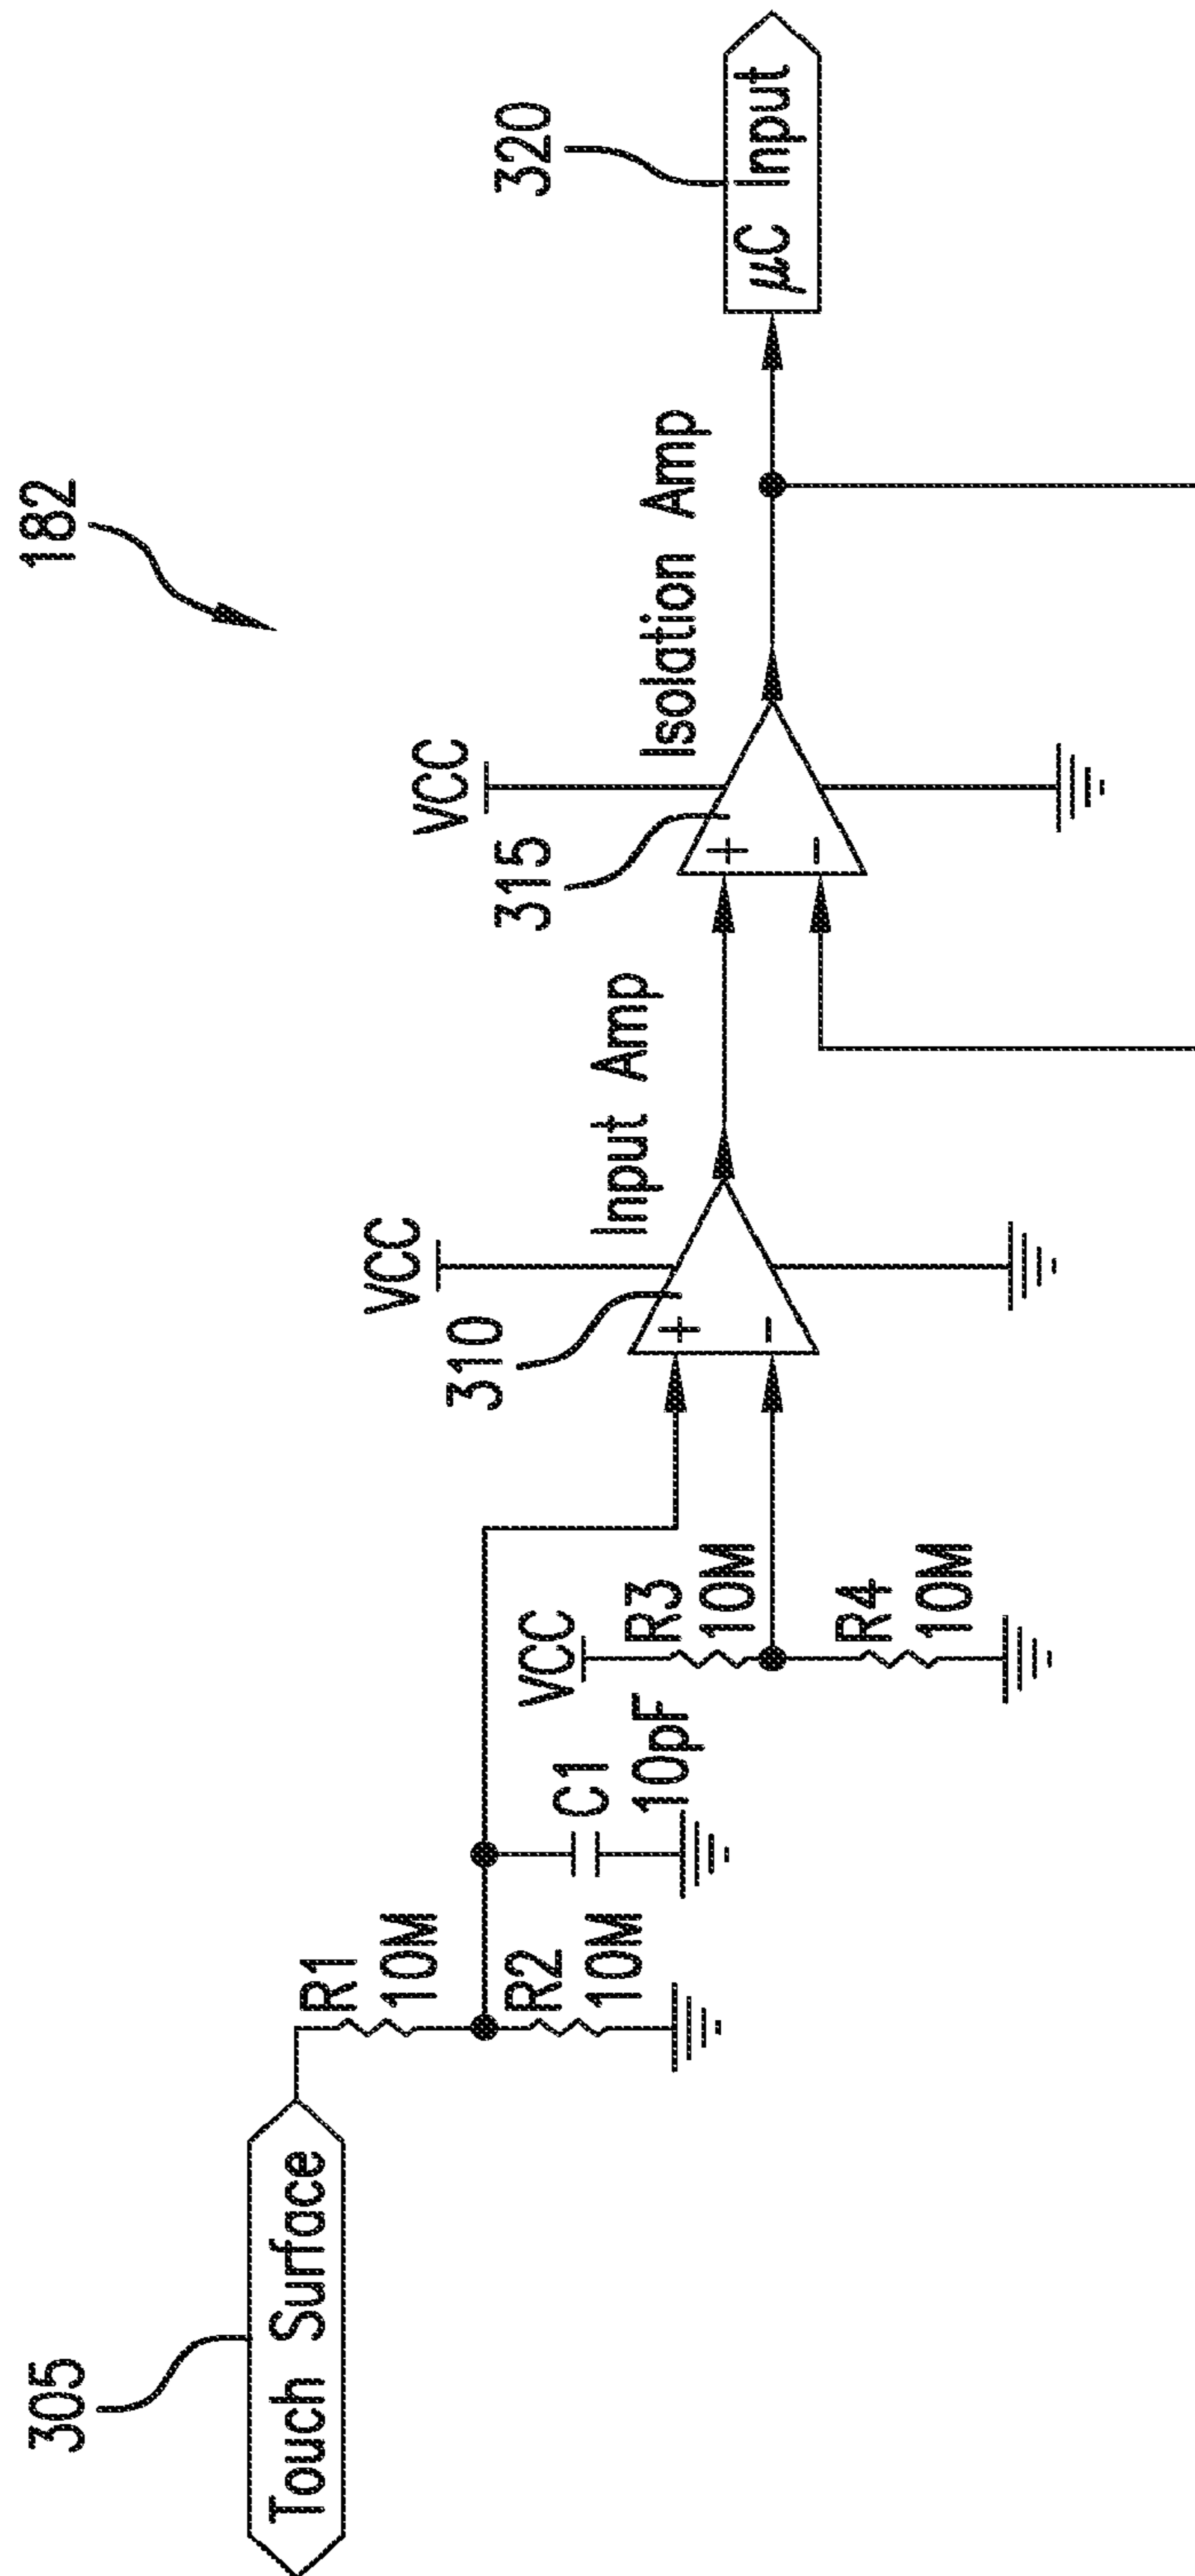 182
305
Touch Surface
R1
10M
R2
10M
C1
10pF
VCC
R3
10M
R4
10M
310
VCC
+
-
Input Amp
315
VCC
+
-
Isolation Amp
320
µC Input